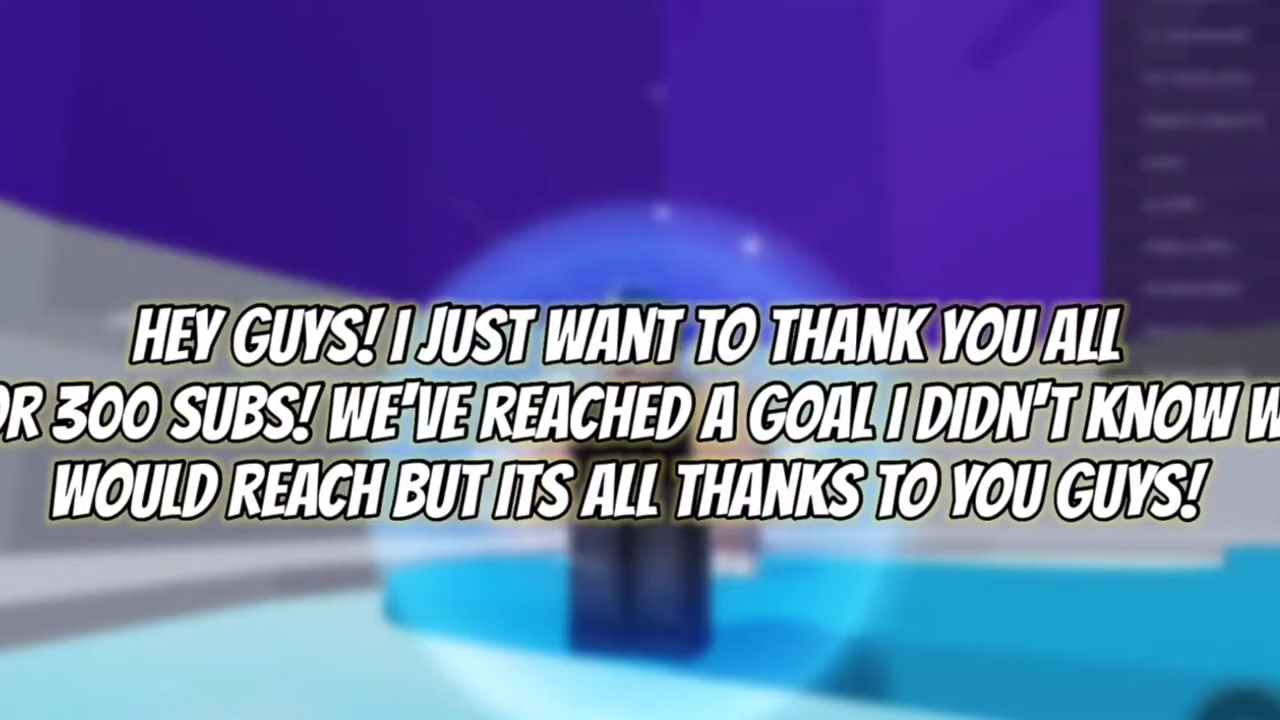 HEY GUYS! I JUST WANT TO THANK YOU ALL
OR 300 SUBS! WE'VE REACHED A GOAL I DIDN'T KNOW W
WOULD REACH BUT ITS ALL THANKS TO YOU GUYS!